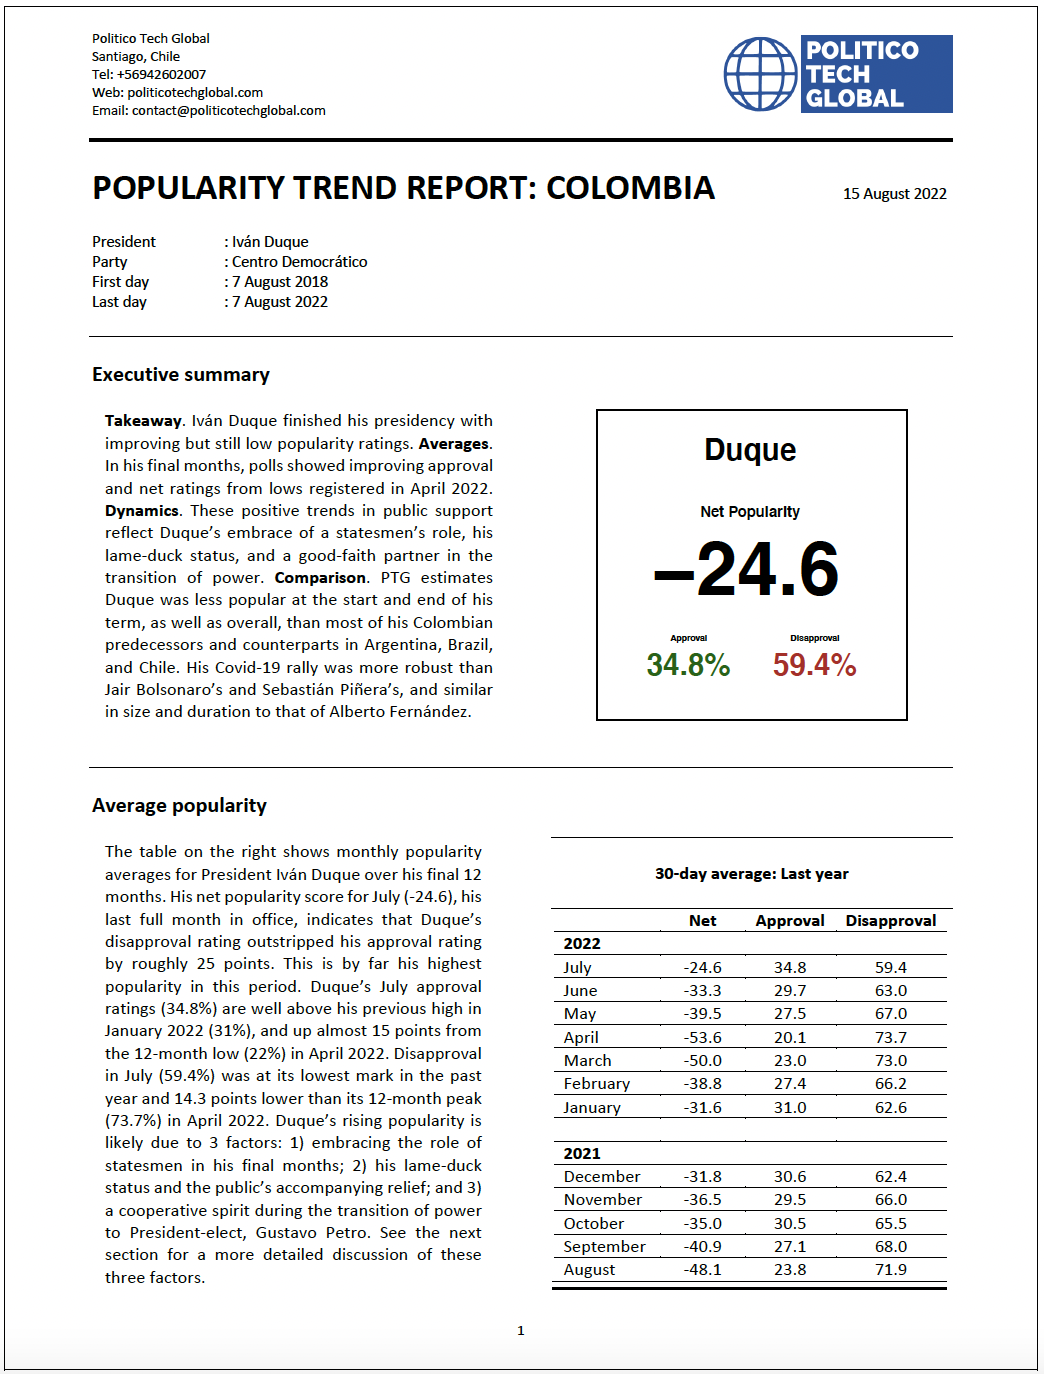 Politico Tech Global
Santiago, Chile
Tel: +56942602007
Web: politicotechglobal.com
Email: contact@politicotechglobal.com
POLITICO
TECH
GLOBAL
POPULARITY TREND REPORT: COLOMBIA
15 August 2022
President : Iván Duque
Party : Centro Democrático
First day : 7 August 2018
Last day : 7 August 2022
Executive summary
Takeaway. Iván Duque finished his presidency with
improving but still low popularity ratings. Averages.
In his final months, polls showed improving approval
and net ratings from lows registered in April 2022.
Dynamics. These positive trends in public support
reflect Duque's embrace of a statesmen's role, his
lame-duck status, and a good-faith partner in the
transition of power. Comparison. PTG estimates
Duque was less popular at the start and end of his
term, as well as overall, than most of his Colombian
predecessors and counterparts in Argentina, Brazil,
and Chile. His Covid-19 rally was more robust than
Jair Bolsonaro's and Sebastián Piñera's, and similar
in size and duration to that of Alberto Fernández.
Duque
Net Popularity
–24.6
Approval Disapproval
34.8% 59.4%
Average popularity
The table on the right shows monthly popularity
averages for President Iván Duque over his final 12
months. His net popularity score for July (-24.6), his
last full month in office, indicates that Duque's
disapproval rating outstripped his approval rating
by roughly 25 points. This is by far his highest
popularity in this period. Duque's July approval
ratings (34.8%) are well above his previous high in
January 2022 (31%), and up almost 15 points from
the 12-month low (22%) in April 2022. Disapproval
in July (59.4%) was at its lowest mark in the past
year and 14.3 points lower than its 12-month peak
(73.7%) in April 2022. Duque's rising popularity is
likely due to 3 factors: 1) embracing the role of
statesmen in his final months; 2) his lame-duck
status and the public's accompanying relief; and 3)
a cooperative spirit during the transition of power
to President-elect, Gustavo Petro. See the next
section for a more detailed discussion of these
three factors.
30-day average: Last year
Net Approval Disapproval
2022
July -24.6 34.8 59.4
June -33.3 29.7 63.0
May -39.5 27.5 67.0
April -53.6 20.1 73.7
March -50.0 23.0 73.0
February -38.8 27.4 66.2
January -31.6 31.0 62.6
2021
December -31.8 30.6 62.4
November -36.5 29.5 66.0
October -35.0 30.5 65.5
September -40.9 27.1 68.0
August -48.1 23.8 71.9
1